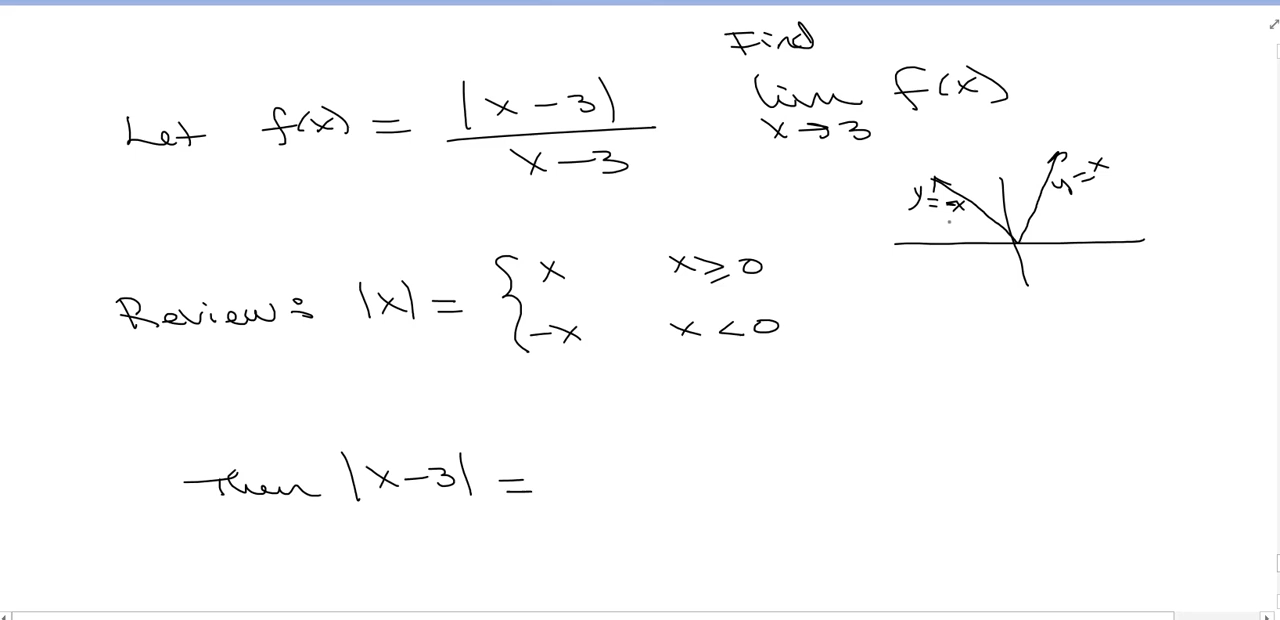 Find
Let f(x) = |x-3| / x-3
lim x→3 f(x)
y=-x
y=x
Review: |x| = { x x≥0
-x x<0
Then |x-3| =